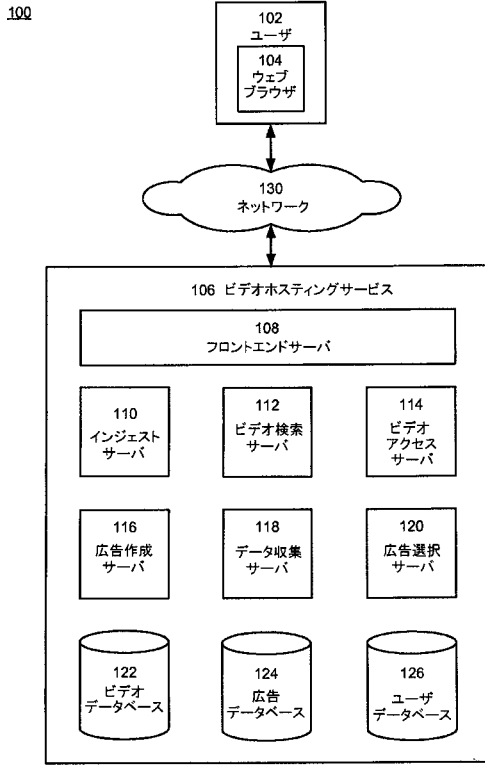 100
102
ユーザ
104
ウェブ
ブラウザ
130
ネットワーク
106 ビデオホスティングサービス
108
フロントエンドサーバ
110
インジェスト
サーバ
112
ビデオ検索
サーバ
114
ビデオ
アクセス
サーバ
116
広告作成
サーバ
118
データ収集
サーバ
120
広告選択
サーバ
122
ビデオ
データベース
124
広告
データベース
126
ユーザ
データベース